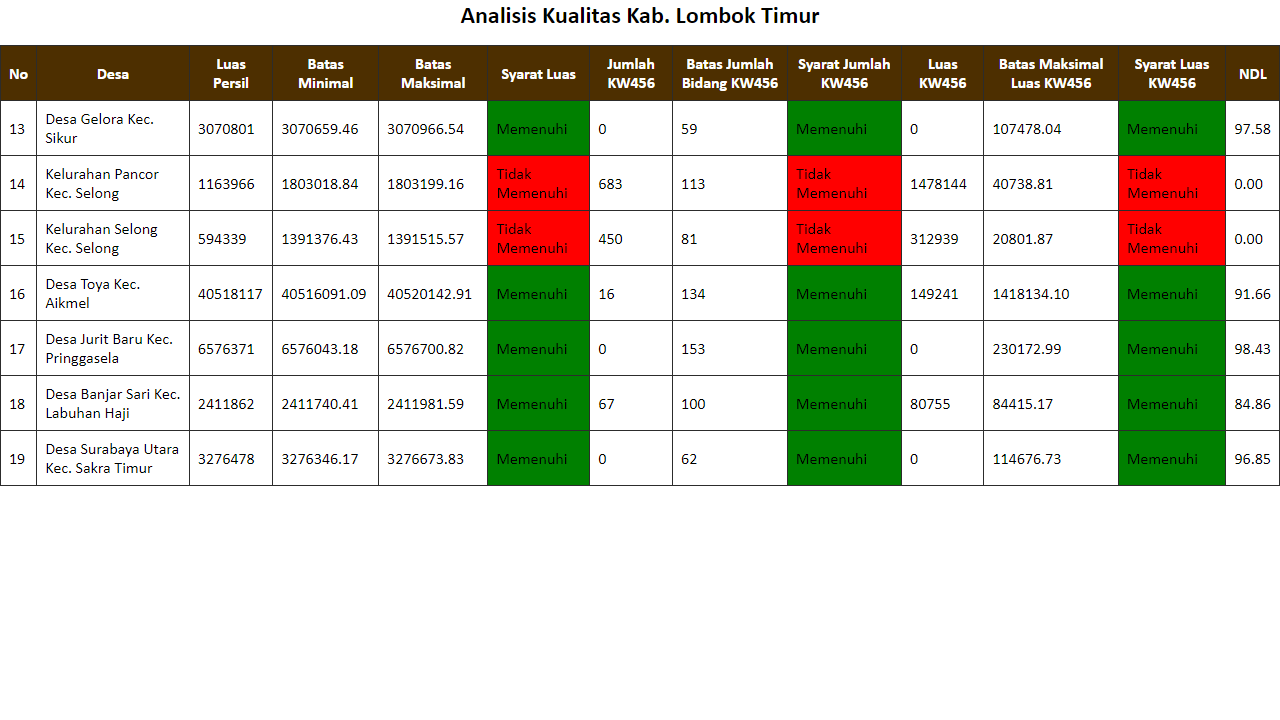 Analisis Kualitas Kab. Lombok Timur
No Desa Luas Persil Batas Minimal Batas Maksimal Syarat Luas Jumlah KW456 Batas Jumlah Bidang KW456 Syarat Jumlah KW456 Luas KW456 Batas Maksimal Luas KW456 Syarat Luas KW456 NDL
13 Desa Gelora Kec. Sikur 3070801 3070659.46 3070966.54 Memenuhi 0 59 Memenuhi 0 107478.04 Memenuhi 97.58
14 Kelurahan Pancor Kec. Selong 1163966 1803018.84 1803199.16 Tidak Memenuhi 683 113 Tidak Memenuhi 1478144 40738.81 Tidak Memenuhi 0.00
15 Kelurahan Selong Kec. Selong 594339 1391376.43 1391515.57 Tidak Memenuhi 450 81 Tidak Memenuhi 312939 20801.87 Tidak Memenuhi 0.00
16 Desa Toya Kec. Aikmel 40518117 40516091.09 40520142.91 Memenuhi 16 134 Memenuhi 149241 1418134.10 Memenuhi 91.66
17 Desa Jurit Baru Kec. Pringgasela 6576371 6576043.18 6576700.82 Memenuhi 0 153 Memenuhi 0 230172.99 Memenuhi 98.43
18 Desa Banjar Sari Kec. Labuhan Haji 2411862 2411740.41 2411981.59 Memenuhi 67 100 Memenuhi 80755 84415.17 Memenuhi 84.86
19 Desa Surabaya Utara Kec. Sakra Timur 3276478 3276346.17 3276673.83 Memenuhi 0 62 Memenuhi 0 114676.73 Memenuhi 96.85